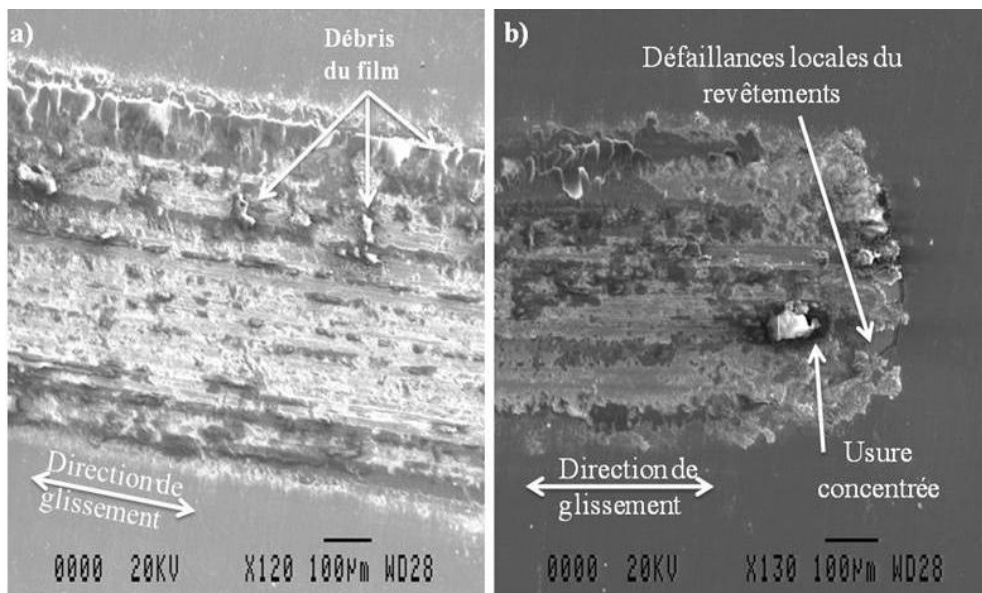 a)
Débris
du film
Direction de
glissement
0000 20KV X120 100µm WD28
b)
Défaillances locales du
revêtements
Usure
concentrée
Direction de
glissement
0000 20KV X130 100µm WD28